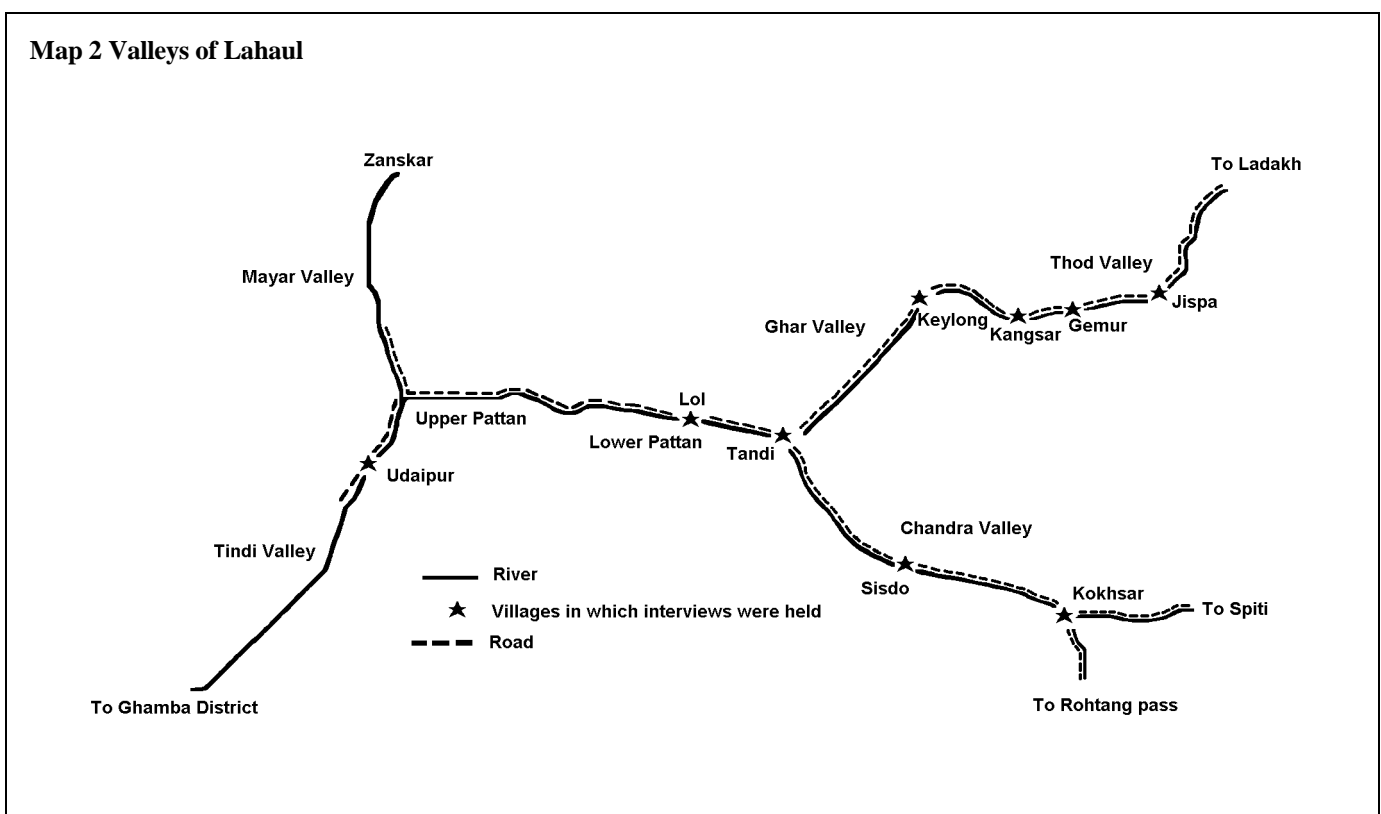 Map 2 Valleys of Lahaul
Zanskar
To Ladakh
Mayar Valley
Thod Valley
Jispa
Ghar Valley
Keylong
Kangsar
Gemur
Upper Pattan
Lol
Lower Pattan
Tandi
Udaipur
Chandra Valley
Tindi Valley
Sisdo
Kokhsar
To Spiti
River
Villages in which interviews were held
Road
To Ghamba District
To Rohtang pass